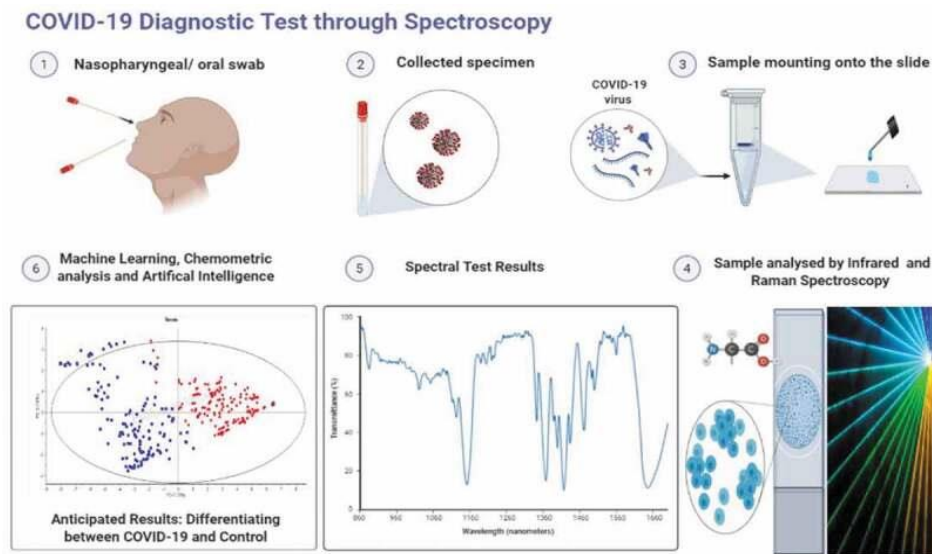 COVID-19 Diagnostic Test through Spectroscopy
1
Nasopharyngeal/ oral swab
2
Collected specimen
3
Sample mounting onto the slide
COVID-19
virus
6
Machine Learning, Chemometric
analysis and Artifical Intelligence
Anticipated Results: Differentiating
between COVID-19 and Control
5
Spectral Test Results
Transmittance (%)
100
80
60
40
20
0
860
960
1060
1160
1260
1360
1460
1560
1660
Wavelength (nanometers)
4
Sample analysed by Infrared and
Raman Spectroscopy
H
N
C
C
O
O